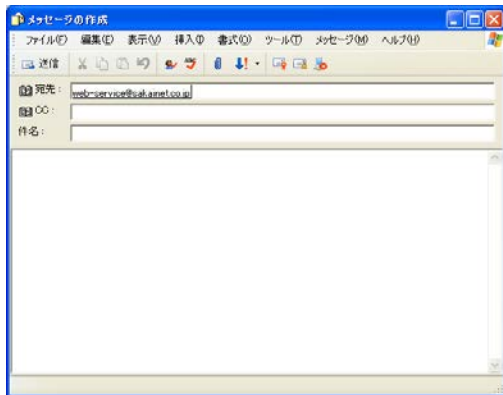 メッセージの作成
ファイル(F) 編集(E) 表示(V) 挿入(I) 書式(O) ツール(T) メッセージ(M) ヘルプ(H)
送信
宛先: web-service@sakainet.co.jp
CC:
件名: